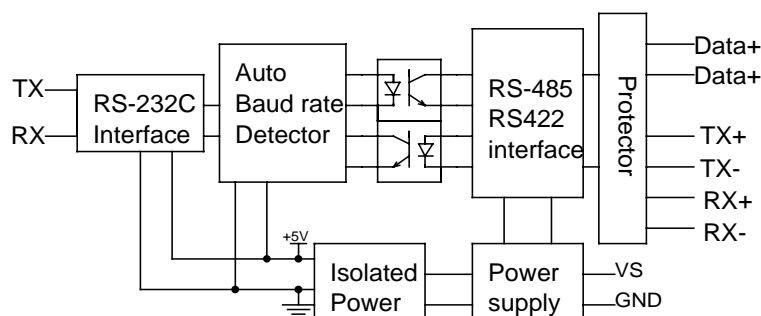 TX
RX
RS-232C
Interface
Auto
Baud rate
Detector
RS-485
RS422
interface
Protector
Data+
Data+
TX+
TX-
RX+
RX-
+5V
Isolated
Power
Power
supply
VS
GND